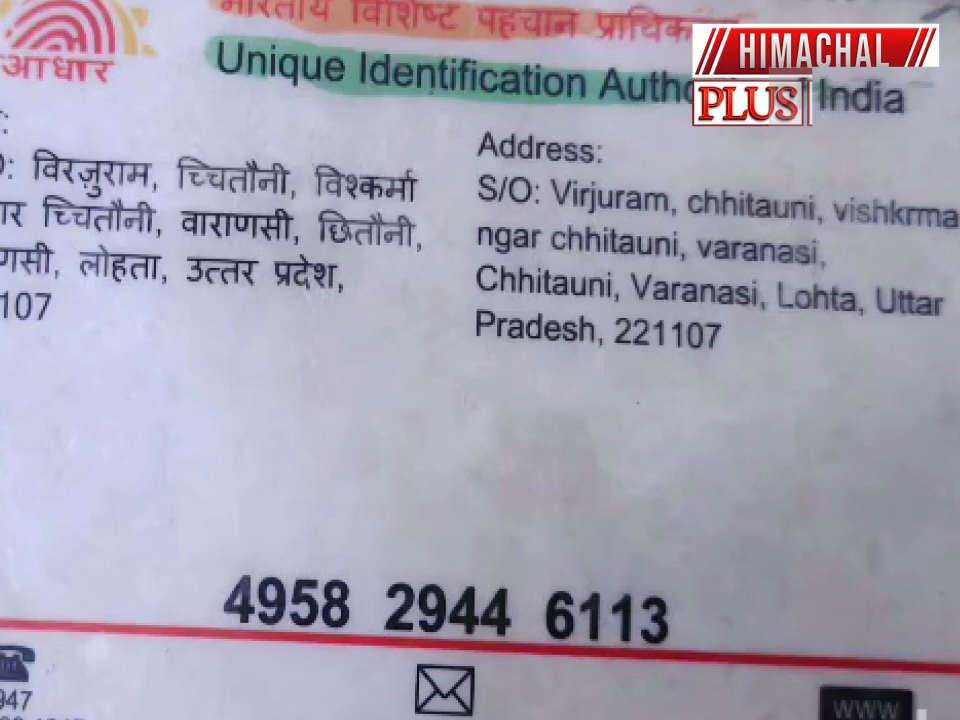 भारतीय विशिष्ट पहचान
HIMACHAL
PLUS
आधार
Unique Identification India
Address:
S/O: Virjuram, chhitauni, vishkrma
ngar chhitauni, varanasi,
Chhitauni, Varanasi, Lohta, Uttar
Pradesh, 221107
विरजुराम, च्चितौनी, विश्कर्मा
च्चितौनी, वाराणसी, छितौनी,
लोहता, उत्तर प्रदेश,
107
4958 2944 6113
947
www